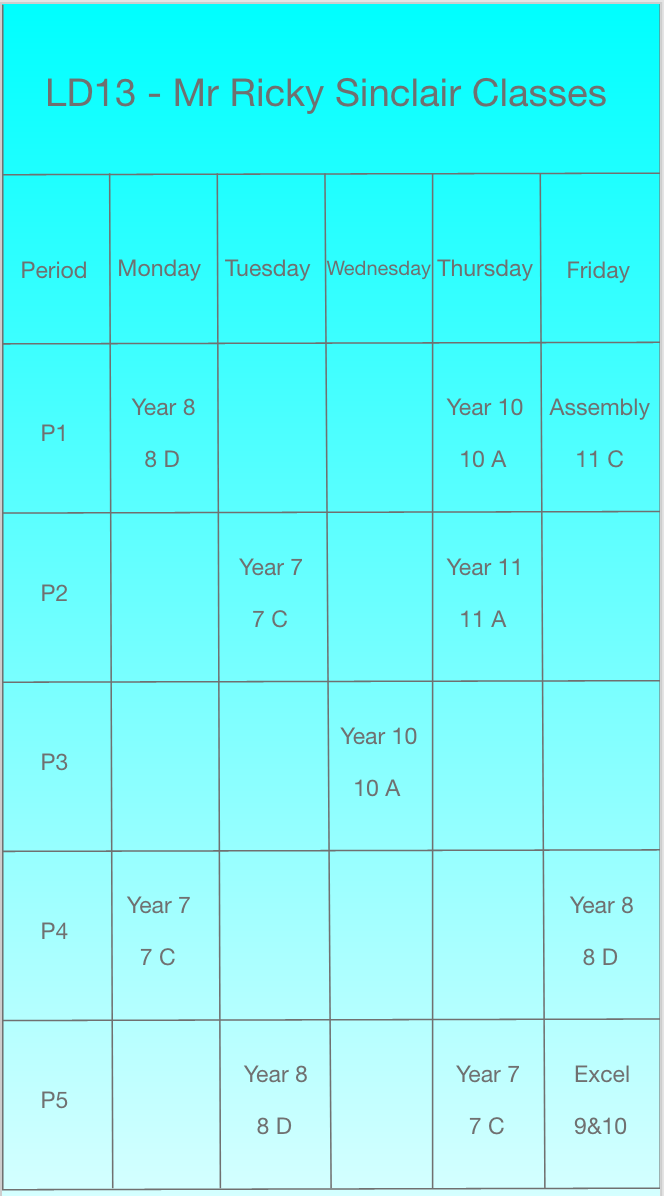 LD13 - Mr Ricky Sinclair Classes
Period Monday Tuesday Wednesday Thursday Friday
P1 Year 8 Year 10 Assembly
8 D 10 A 11 C
P2 Year 7 Year 11
7 C 11 A
P3 Year 10
10 A
P4 Year 7 Year 8
7 C 8 D
P5 Year 8 Year 7 Excel
8 D 7 C 9&10